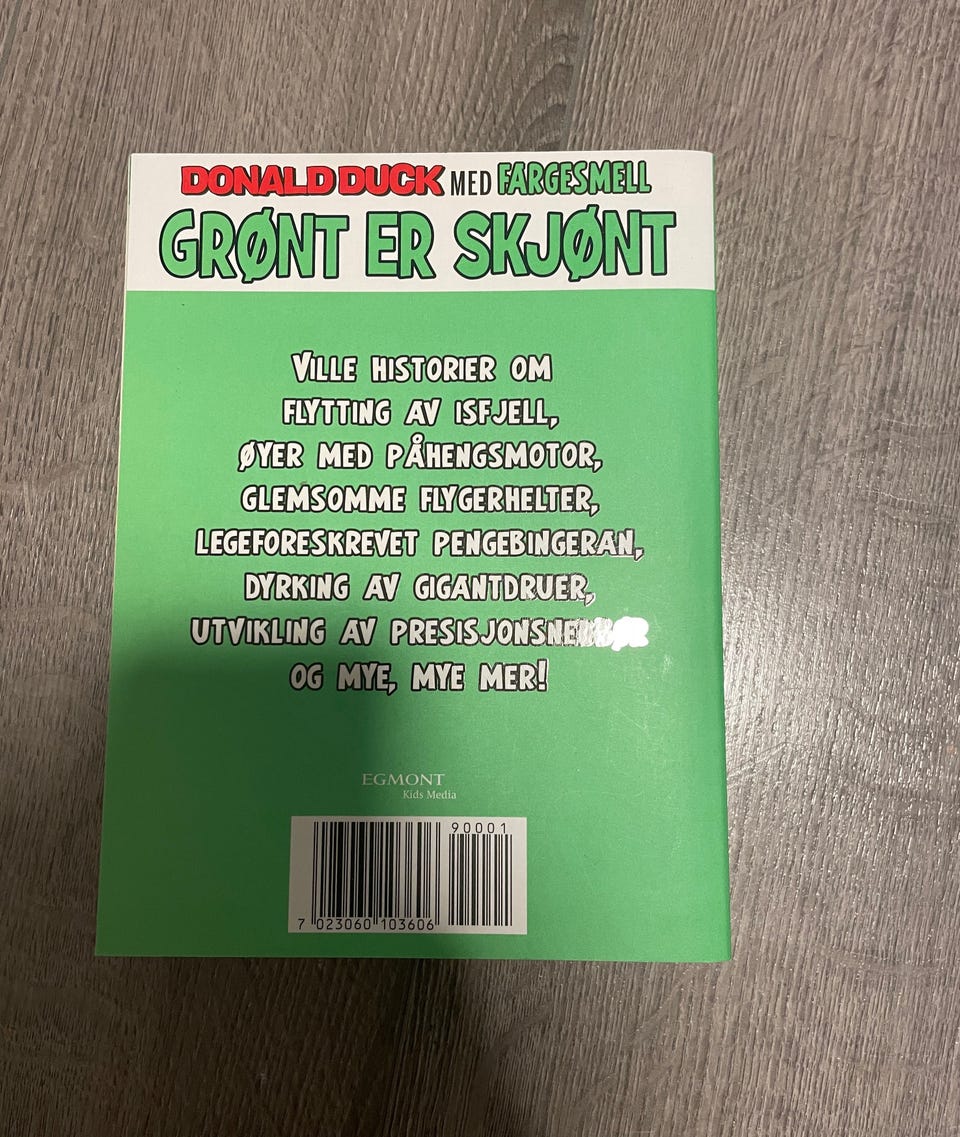 DONALD DUCK MED FARGESMELL
GRØNT ER SKJØNT
VILLE HISTORIER OM
FLYTTING AV ISFJELL,
ØYER MED PÅHENGSMOTOR,
GLEMSOMME FLYGERHELTER,
LEGEFORESKREVET PENGEBINGERAN,
DYRKING AV GIGANTDRUER,
UTVIKLING AV
OG MYE, MYE MER!
EGMONT
Kids Media
90001
7 023060 103606